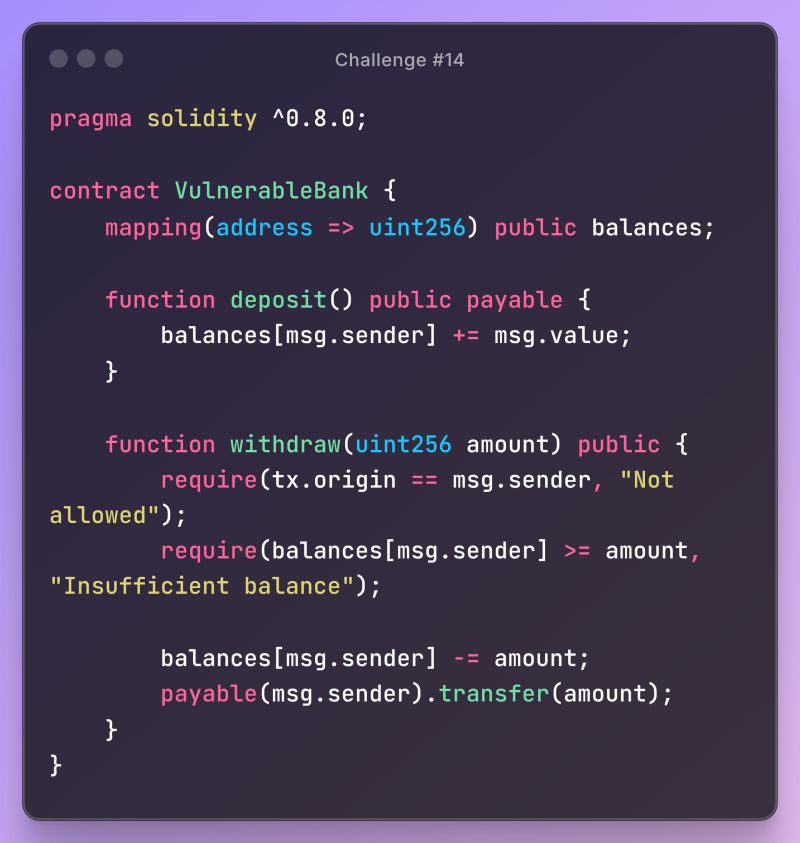 Challenge #14
pragma solidity ^0.8.0;
contract VulnerableBank {
    mapping(address => uint256) public balances;
    function deposit() public payable {
        balances[msg.sender] += msg.value;
    }
    function withdraw(uint256 amount) public {
        require(tx.origin == msg.sender, "Not
allowed");
        require(balances[msg.sender] >= amount,
"Insufficient balance");
        balances[msg.sender] -= amount;
        payable(msg.sender).transfer(amount);
    }
}